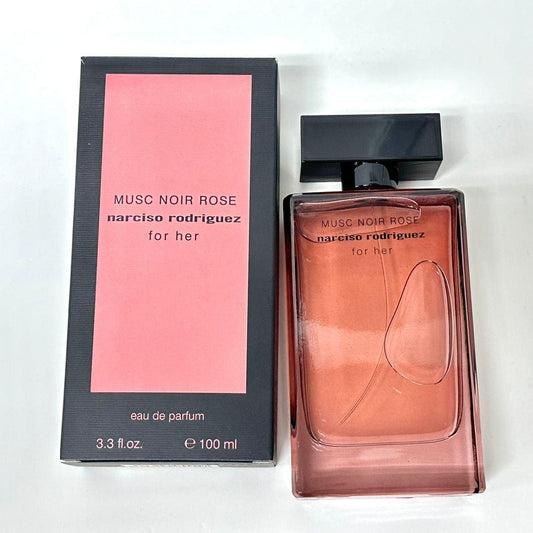 MUSC NOIR ROSE
narciso rodriguez
for her
eau de parfum
3.3 fl.oz. ℮ 100 ml
MUSC NOIR ROSE
narciso rodriguez
for her